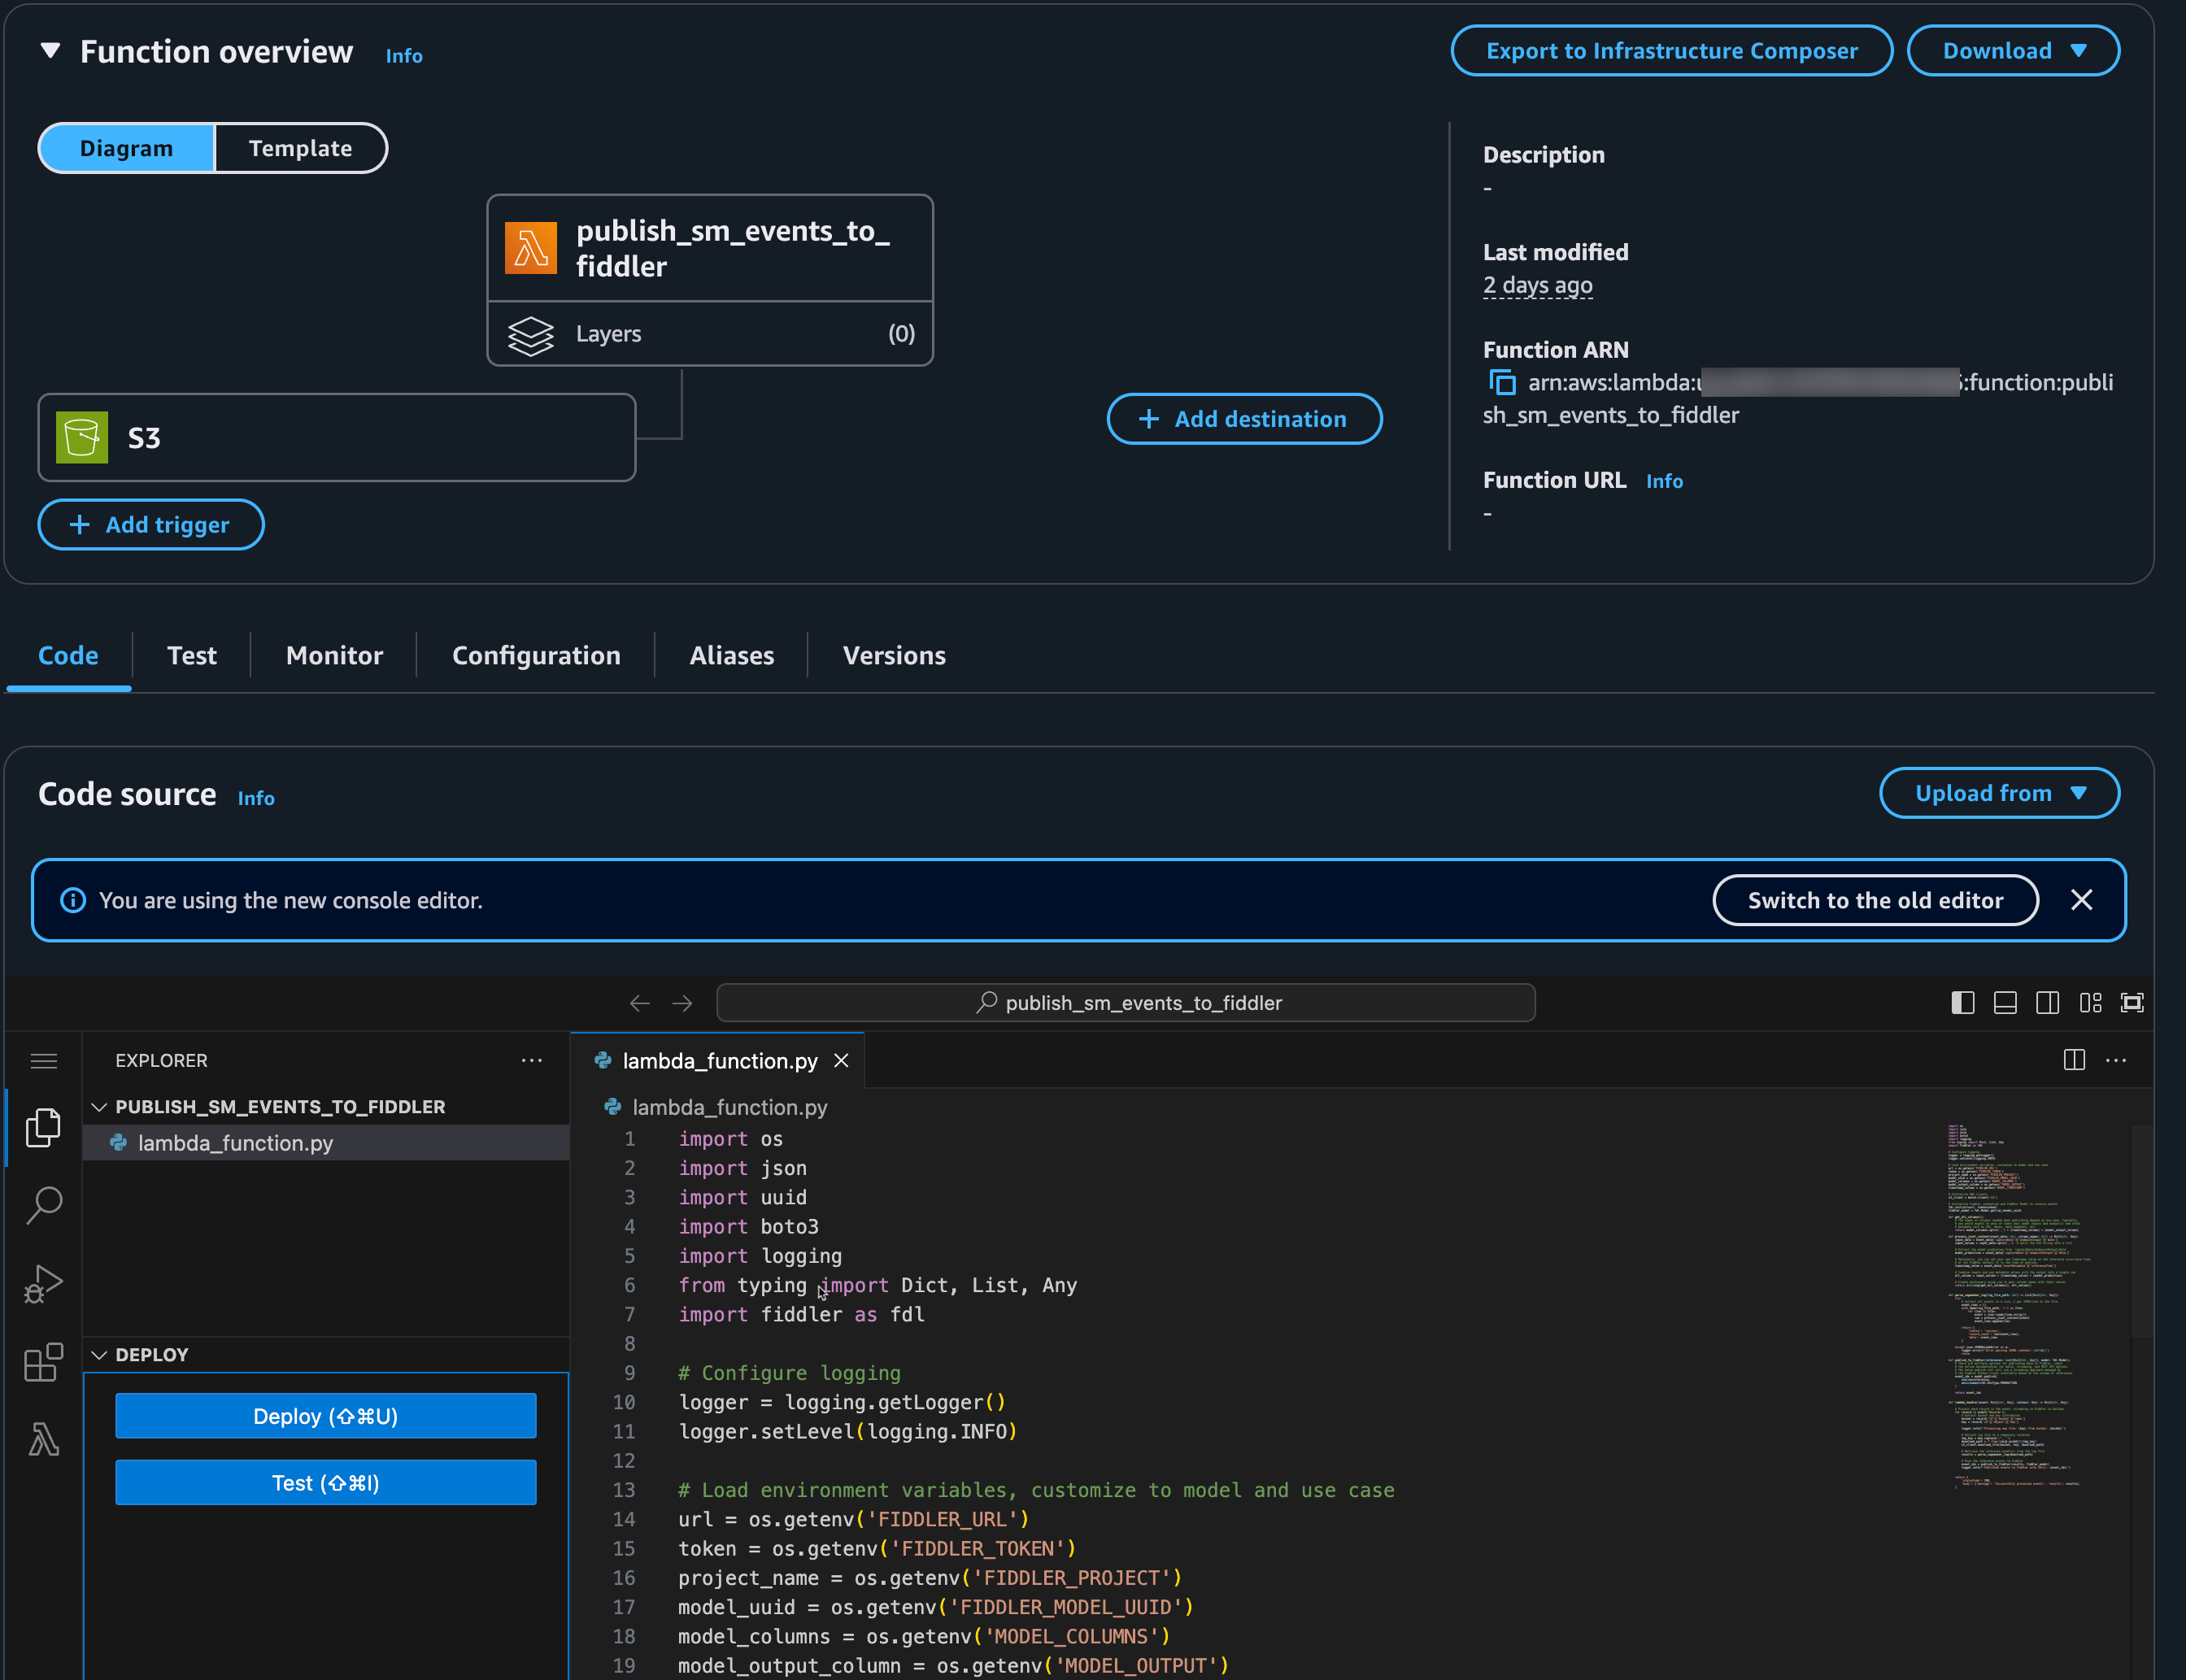 Function overview Info
Export to Infrastructure Composer
Download
Diagram
Template
publish_sm_events_to_
fiddler
Layers (0)
S3
Add trigger
Add destination
Description
-
Last modified
2 days ago
Function ARN
arn:aws:lambda:u :function:publi
sh_sm_events_to_fiddler
Function URL Info
-
Code
Test
Monitor
Configuration
Aliases
Versions
Code source Info
Upload from
You are using the new console editor.
Switch to the old editor
publish_sm_events_to_fiddler
EXPLORER
PUBLISH_SM_EVENTS_TO_FIDDLER
lambda_function.py
DEPLOY
Deploy (⇧⌘U)
Test (⇧⌘I)
lambda_function.py
lambda_function.py
1 import os
2 import json
3 import uuid
4 import boto3
5 import logging
6 from typing import Dict, List, Any
7 import fiddler as fdl
8
9 # Configure logging
10 logger = logging.getLogger()
11 logger.setLevel(logging.INFO)
12
13 # Load environment variables, customize to model and use case
14 url = os.getenv('FIDDLER_URL')
15 token = os.getenv('FIDDLER_TOKEN')
16 project_name = os.getenv('FIDDLER_PROJECT')
17 model_uuid = os.getenv('FIDDLER_MODEL_UUID')
18 model_columns = os.getenv('MODEL_COLUMNS')
19 model_output_column = os.getenv('MODEL_OUTPUT')